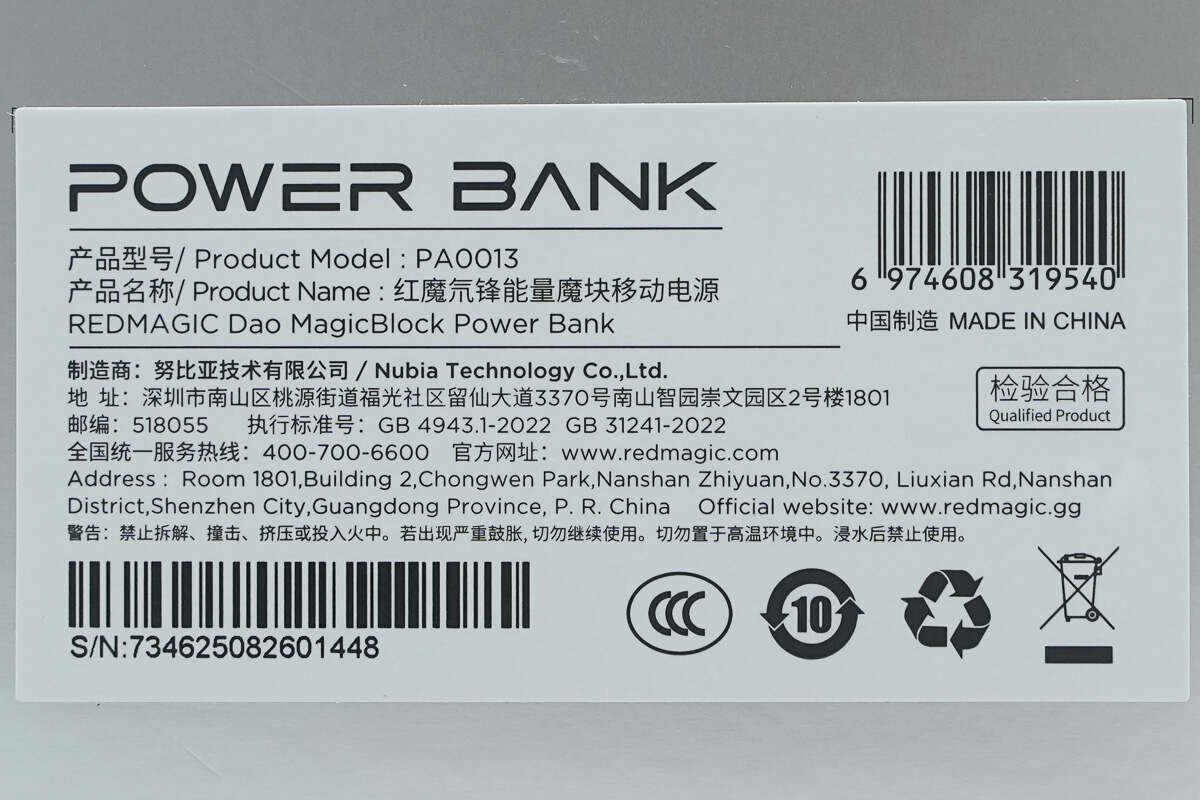 POWER BANK
产品型号/ Product Model : PA0013
产品名称/ Product Name : 红魔氘锋能量魔块移动电源
REDMAGIC Dao MagicBlock Power Bank
6 974608 319540
中国制造 MADE IN CHINA
制造商：努比亚技术有限公司 / Nubia Technology Co.,Ltd.
地 址：深圳市南山区桃源街道福光社区留仙大道3370号南山智园崇文园区2号楼1801
邮编：518055 执行标准号：GB 4943.1-2022 GB 31241-2022
全国统一服务热线：400-700-6600 官方网址：www.redmagic.com
Address : Room 1801,Building 2,Chongwen Park,Nanshan Zhiyuan,No.3370, Liuxian Rd,Nanshan
District,Shenzhen City,Guangdong Province, P. R. China Official website: www.redmagic.gg
警告：禁止拆解、撞击、挤压或投入火中。若出现严重鼓胀, 切勿继续使用。切勿置于高温环境中。浸水后禁止使用。
检验合格
Qualified Product
S/N:734625082601448
CCC
10